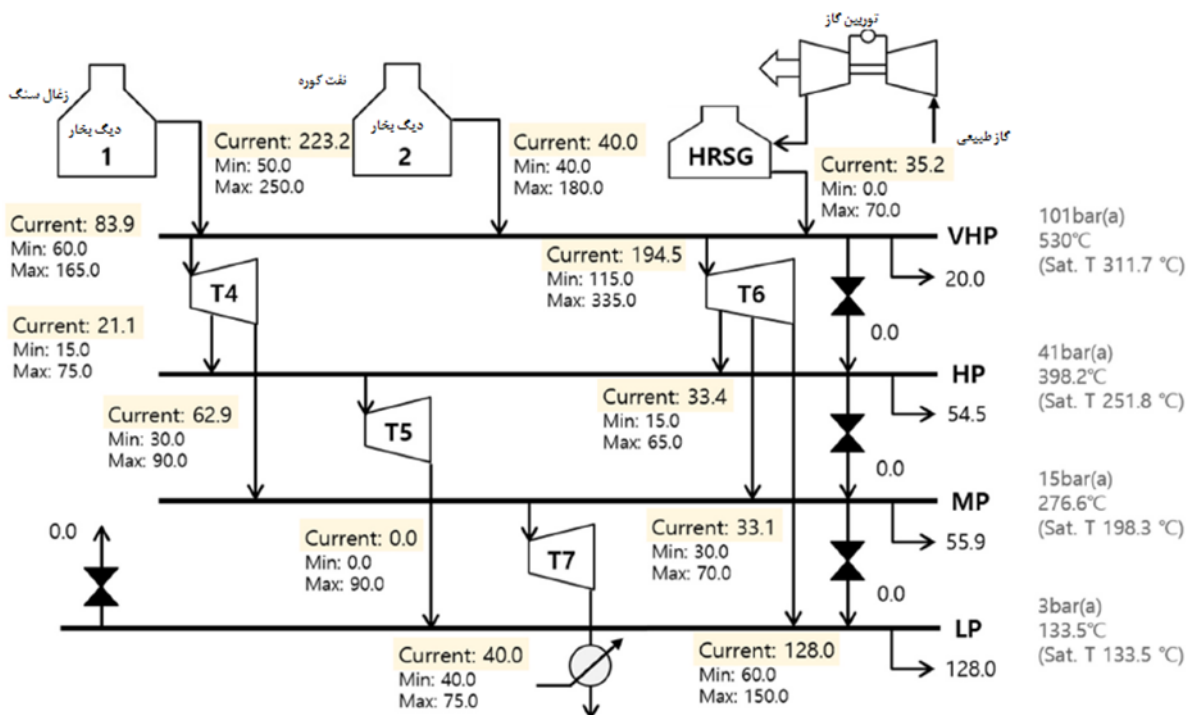 توربین گاز
زغال سنگ
دیگ بخار
1
Current: 223.2
Min: 50.0
Max: 250.0
نفت کوره
دیگ بخار
2
Current: 40.0
Min: 40.0
Max: 180.0
HRSG
گاز طبیعی
Current: 35.2
Min: 0.0
Max: 70.0
VHP
101bar(a)
530℃
(Sat. T 311.7 ℃)
20.0
Current: 83.9
Min: 60.0
Max: 165.0
T4
Current: 194.5
Min: 115.0
Max: 335.0
T6
0.0
Current: 21.1
Min: 15.0
Max: 75.0
HP
41bar(a)
398.2℃
(Sat. T 251.8 ℃)
54.5
Current: 62.9
Min: 30.0
Max: 90.0
T5
Current: 33.4
Min: 15.0
Max: 65.0
0.0
MP
15bar(a)
276.6℃
(Sat. T 198.3 ℃)
55.9
0.0
Current: 0.0
Min: 0.0
Max: 90.0
T7
Current: 33.1
Min: 30.0
Max: 70.0
0.0
LP
3bar(a)
133.5℃
(Sat. T 133.5 ℃)
128.0
Current: 40.0
Min: 40.0
Max: 75.0
Current: 128.0
Min: 60.0
Max: 150.0